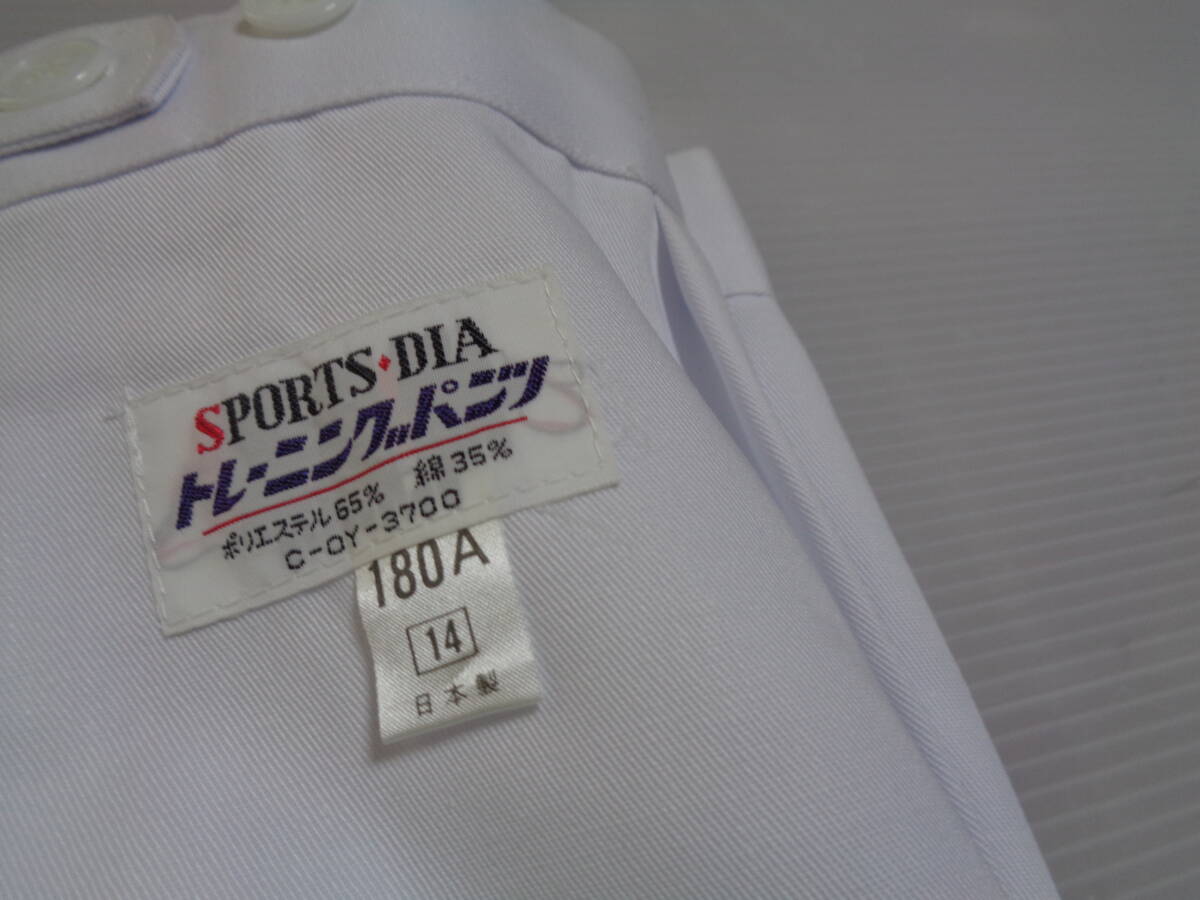 SPORTS·DIA
トレーニングパンツ
ポリエステル65% 綿35%
C-OY-3700
180A
14
日本製